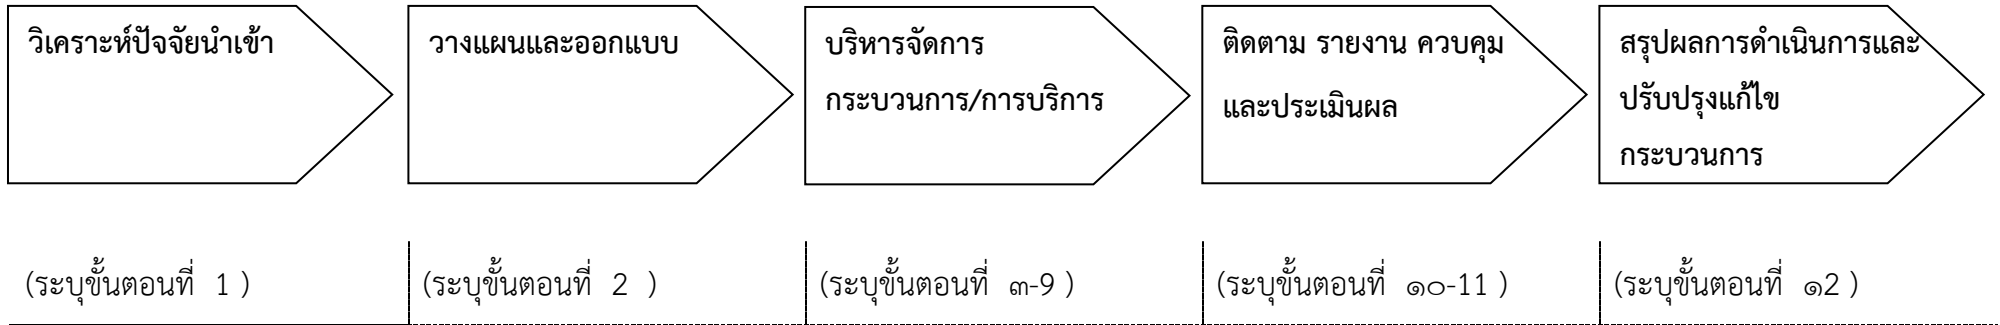 วิเคราะห์ปัจจัยนำเข้า
วางแผนและออกแบบ
บริหารจัดการ
กระบวนการ/การบริการ
ติดตาม รายงาน ควบคุม
และประเมินผล
สรุปผลการดำเนินการและ
ปรับปรุงแก้ไข
กระบวนการ
(ระบุขั้นตอนที่ 1 )
(ระบุขั้นตอนที่ 2 )
(ระบุขั้นตอนที่ ๓-9 )
(ระบุขั้นตอนที่ ๑๐-11 )
(ระบุขั้นตอนที่ ๑2 )